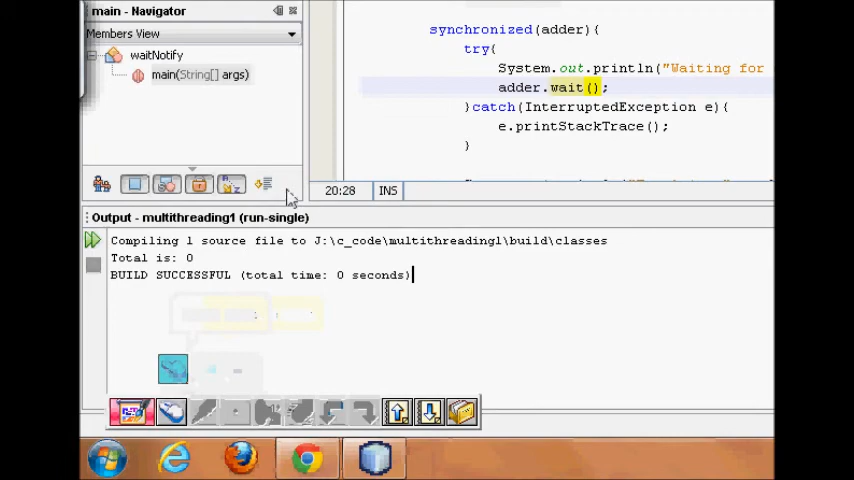 main - Navigator
Members View
waitNotify
main(String[] args)
synchronized(adder){
try{
System.out.println("Waiting for
adder.wait();
}catch(InterruptedException e){
e.printStackTrace();
}
20:28 INS
Output - multithreading1 (run-single)
Compiling 1 source file to J:\c_code\multithreading1\build\classes
Total is: 0
BUILD SUCCESSFUL (total time: 0 seconds)